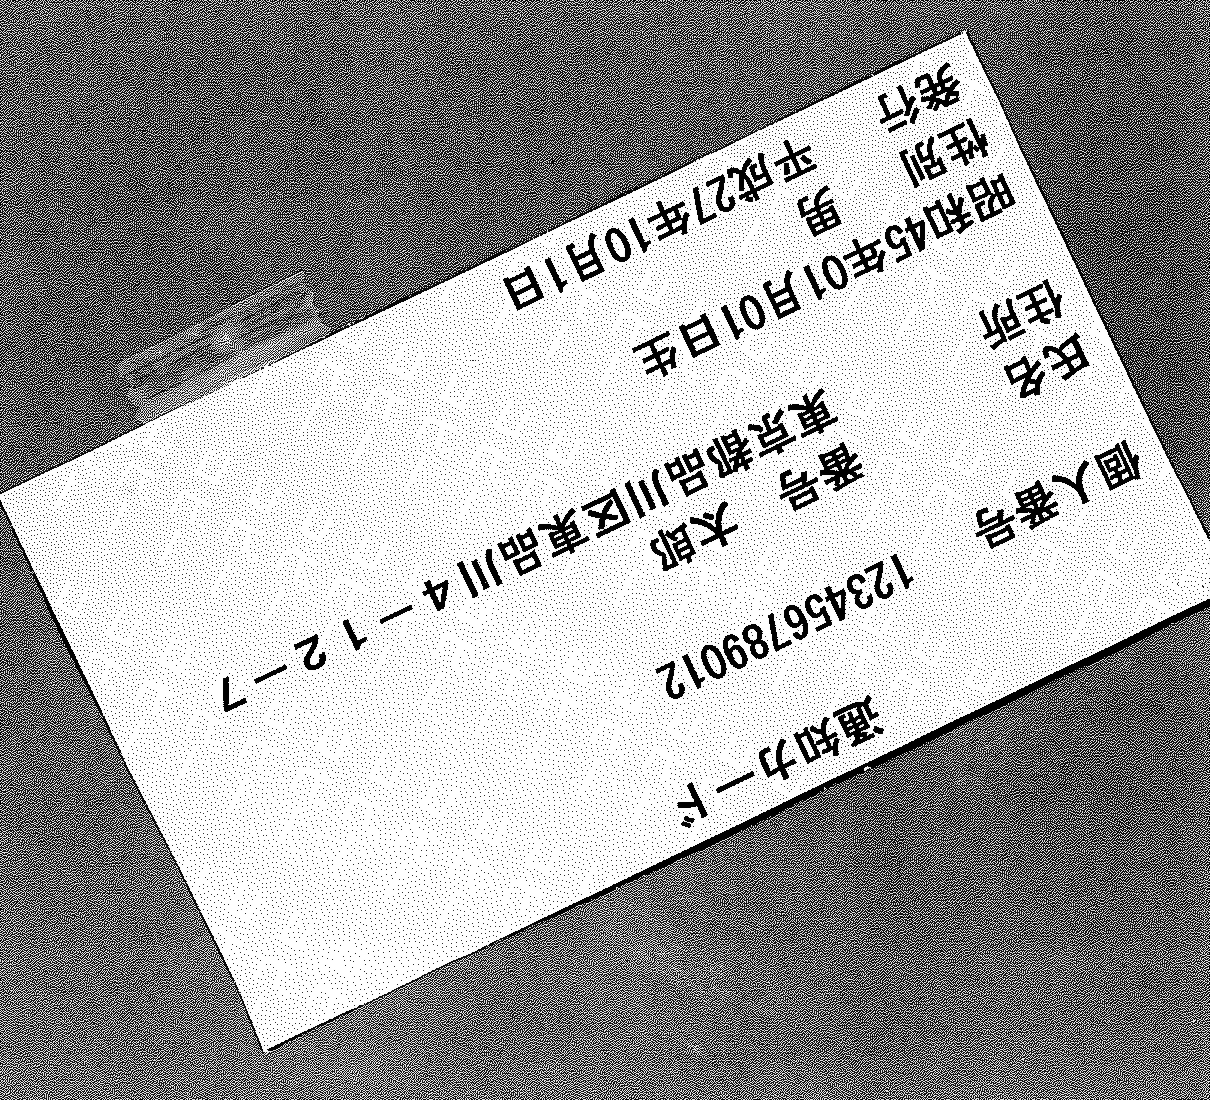 通知カード
個人番号 123456789012
氏名 番号 太郎
住所 東京都品川区東品川4-12-7
昭和45年01月01日生
性別 男
発行 平成27年10月1日